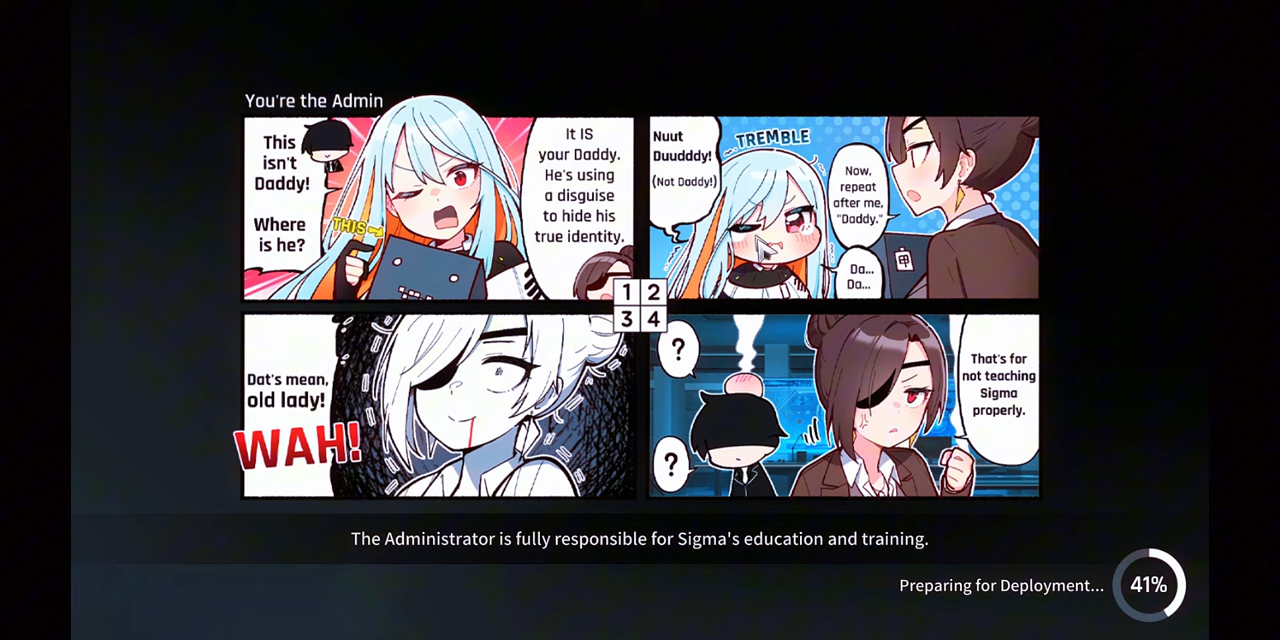 You're the Admin
This
isn't
Daddy!
Where
is he?
THIS
It IS
your Daddy.
He's using
a disguise
to hide his
true identity.
Nuut
Duudddy!
(Not Daddy!)
TREMBLE
Now,
repeat
after me,
"Daddy."
Da...
Da...
甲
1 2
3 4
Dat's mean,
old lady!
WAH!
?
?
That's for
not teaching
Sigma
properly.
The Administrator is fully responsible for Sigma's education and training.
Preparing for Deployment...
41%